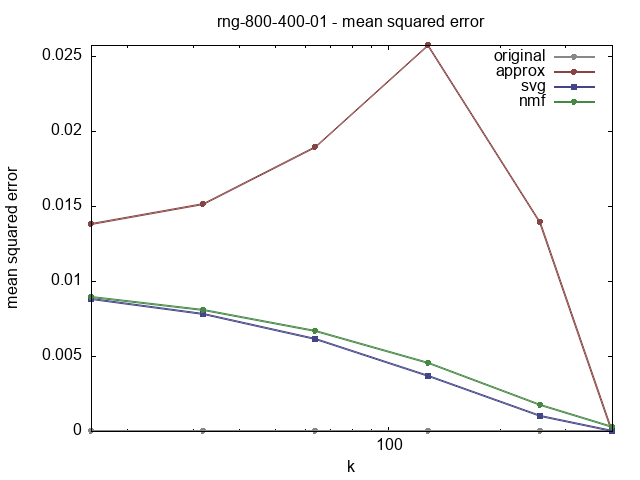 rng-800-400-01 - mean squared error
0.025
0.02
0.015
0.01
0.005
0
mean squared error
original
approx
svg
nmf
100
k